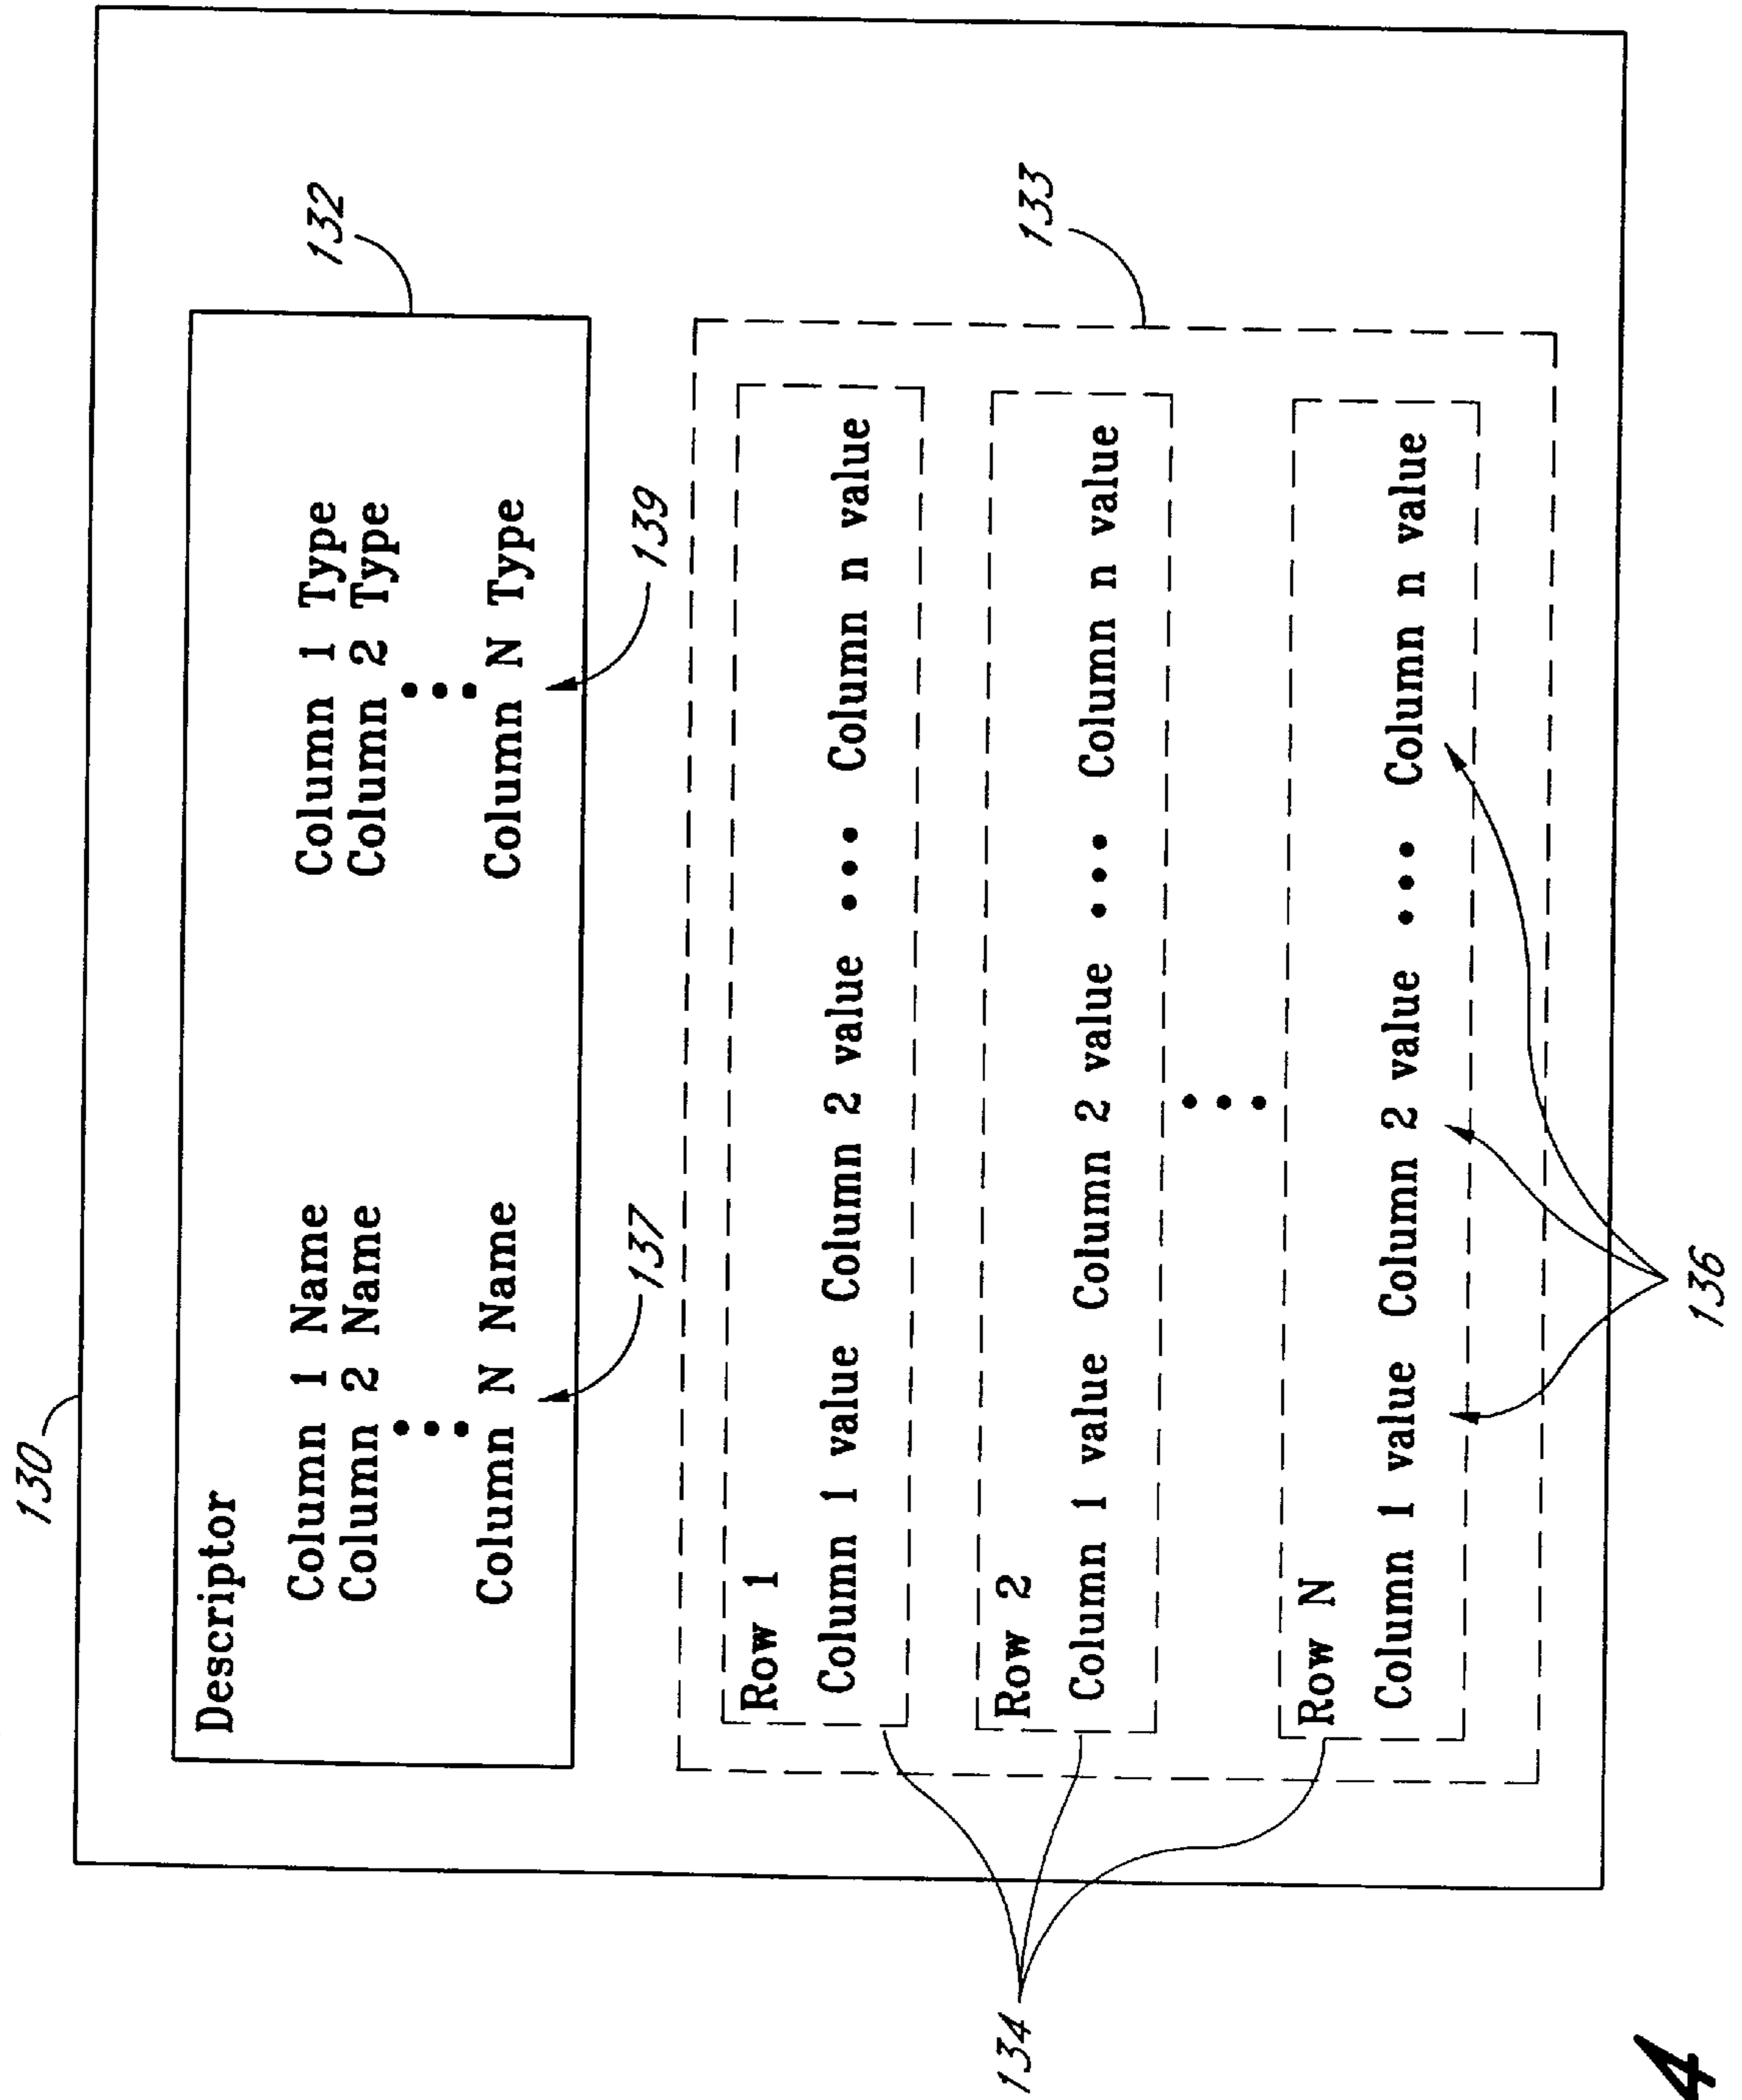 130
Descriptor
132
Column 1 Name Column 1 Type
Column 2 Name Column 2 Type
Column N Name Column N Type
137
139
133
Row 1
Column 1 value Column 2 value ••• Column n value
Row 2
Column 1 value Column 2 value ••• Column n value
Row N
Column 1 value Column 2 value ••• Column n value
134
136
4